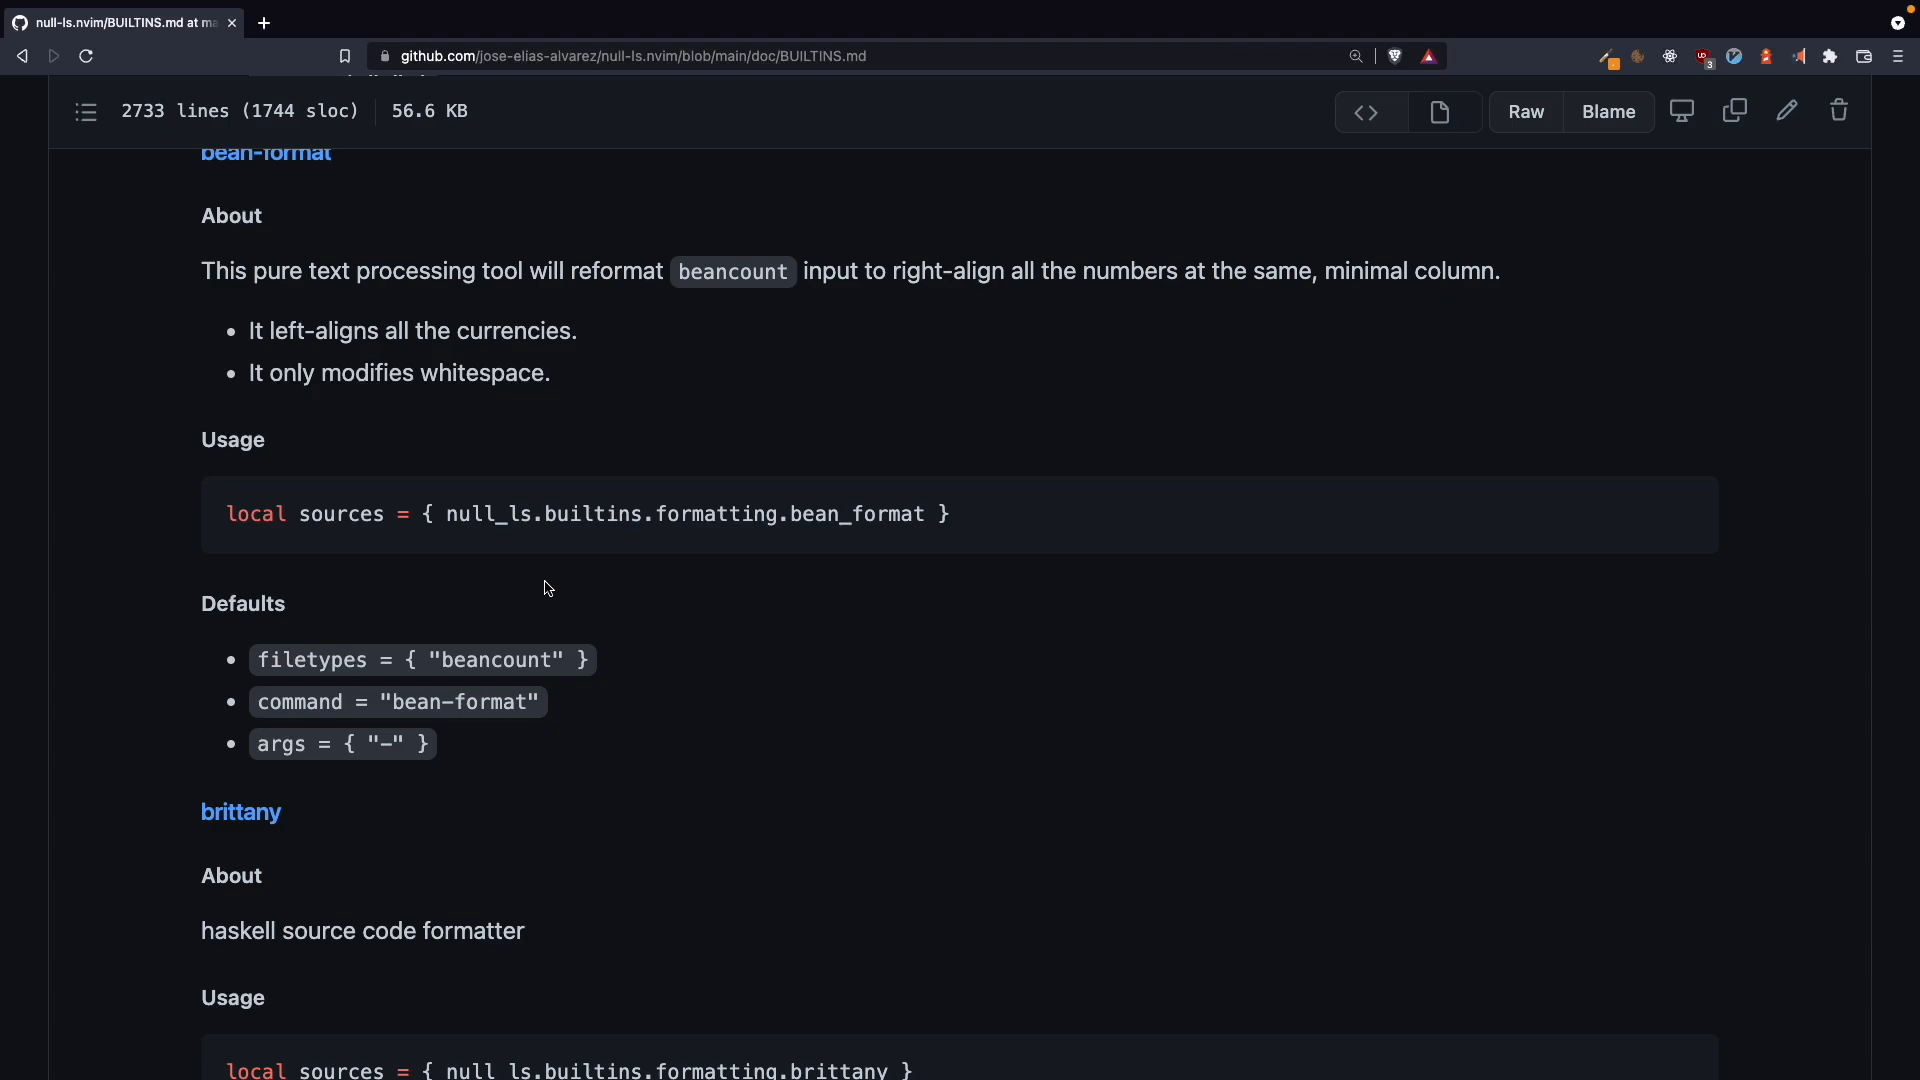 null-ls.nvim/BUILTINS.md at ma
github.com/jose-elias-alvarez/null-ls.nvim/blob/main/doc/BUILTINS.md
3
2733 lines (1744 sloc) 56.6 KB
Raw
Blame
bean-format
About
This pure text processing tool will reformat beancount input to right-align all the numbers at the same, minimal column.
• It left-aligns all the currencies.
• It only modifies whitespace.
Usage
local sources = { null_ls.builtins.formatting.bean_format }
Defaults
• filetypes = { "beancount" }
• command = "bean-format"
• args = { "-" }
brittany
About
haskell source code formatter
Usage
local sources = { null_ls.builtins.formatting.brittany }